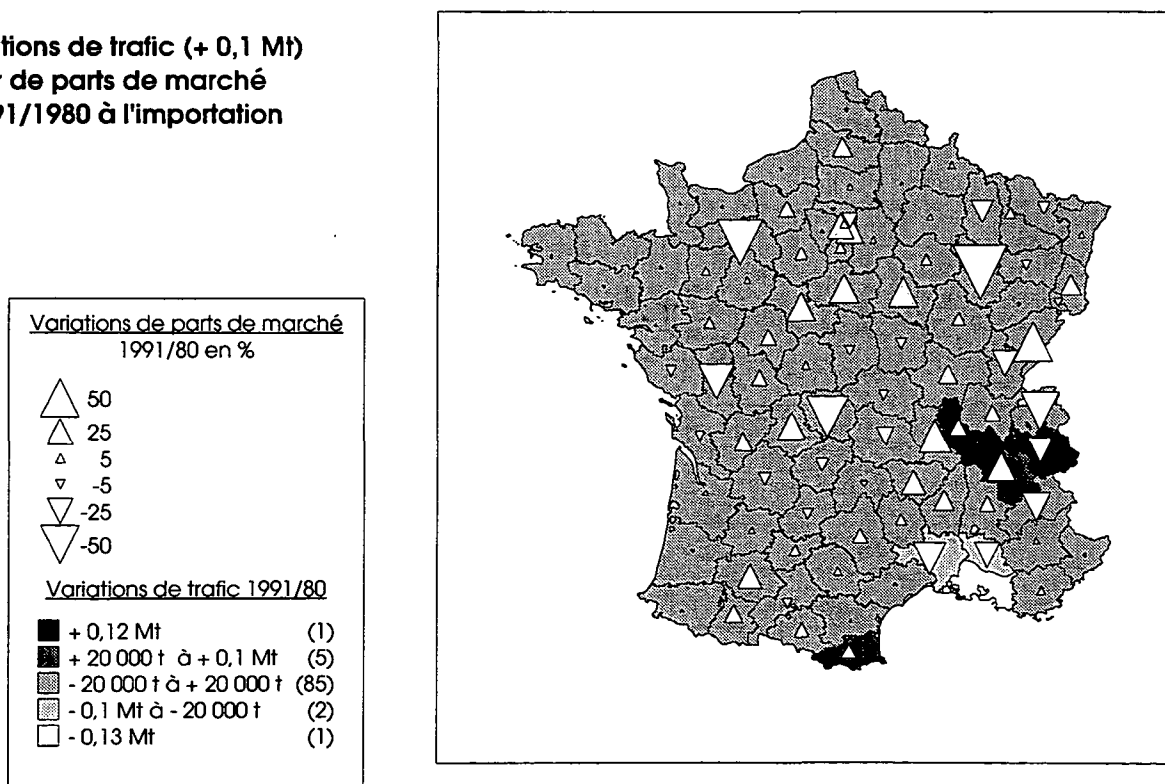 tions de trafic (+ 0,1 Mt)
de parts de marché
91/1980 à l'importation
Variations de parts de marché
1991/80 en %
50
25
5
-5
-25
-50
Variations de trafic 1991/80
+ 0,12 Mt (1)
+ 20 000 t à + 0,1 Mt (5)
- 20 000 t à + 20 000 t (85)
- 0,1 Mt à - 20 000 t (2)
- 0,13 Mt (1)